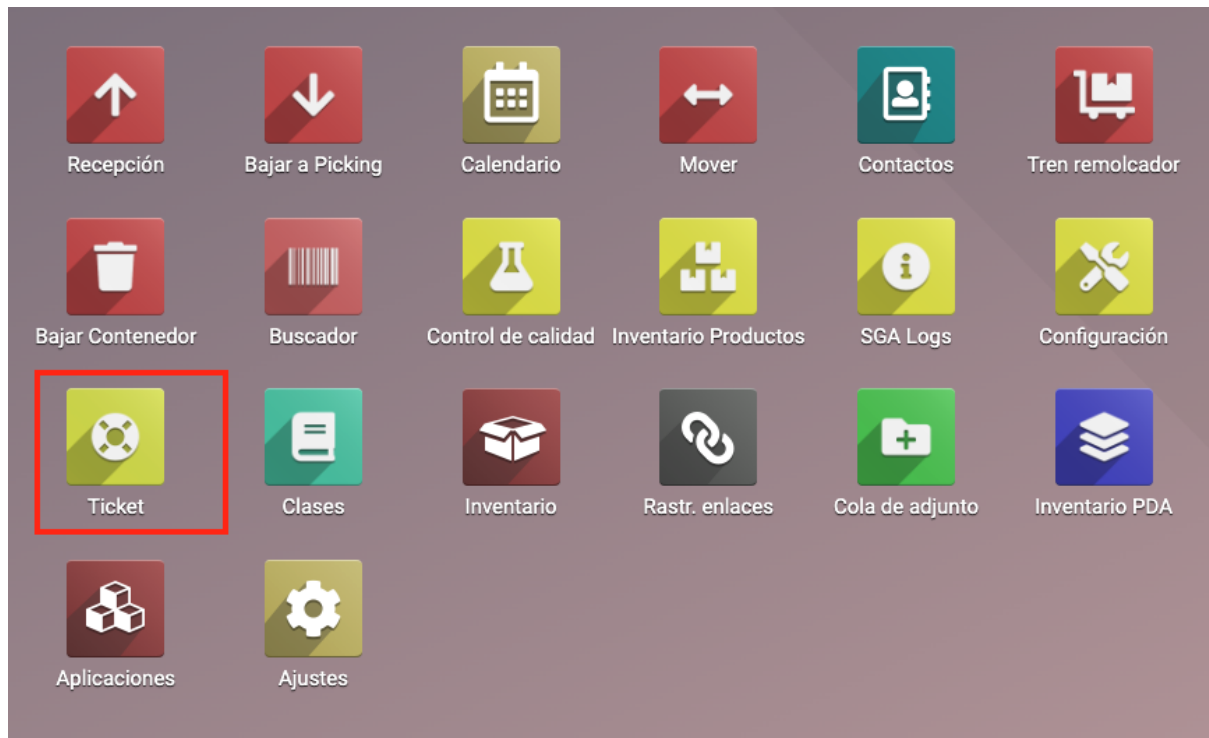 Recepción
Bajar a Picking
Calendario
Mover
Contactos
Tren remolcador
Bajar Contenedor
Buscador
Control de calidad
Inventario Productos
SGA Logs
Configuración
Ticket
Clases
Inventario
Rastr. enlaces
Cola de adjunto
Inventario PDA
Aplicaciones
Ajustes